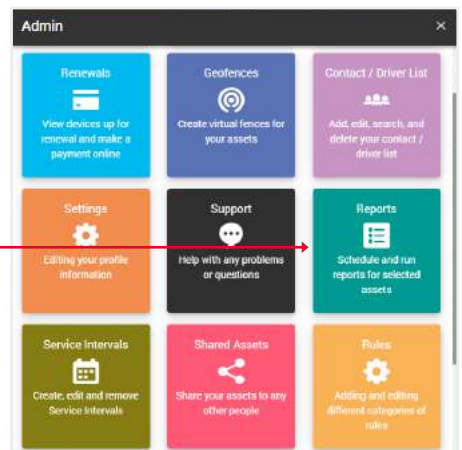 Admin
Renewals
View devices up for
renewal and make a
payment online
Geofences
Create virtual fences for
your assets
Contact / Driver List
Add, edit, search, and
delete your contact /
driver list
Settings
Editing your profile
information
Support
Help with any problems
or questions
Reports
Schedule and run
reports for selected
assets
Service Intervals
Create, edit and remove
Service Intervals
Shared Assets
Share your assets to any
other people
Rules
Adding and editing
different categories of
rules